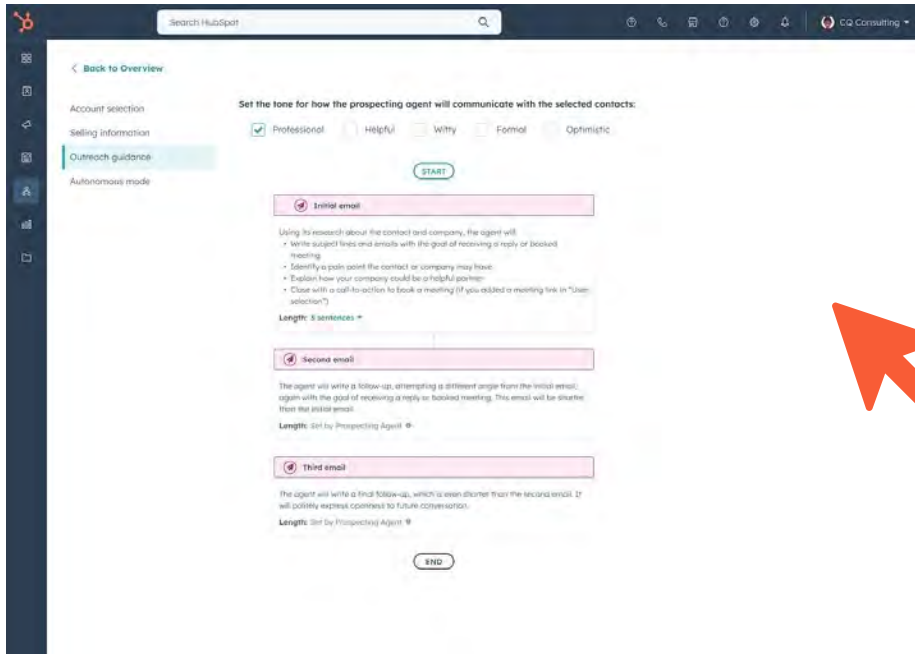 Search HubSpot
CQ Consulting
Back to Overview
Account selection
Selling information
Outreach guidance
Autonomous mode
Set the tone for how the prospecting agent will communicate with the selected contacts:
Professional Helpful Witty Formal Optimistic
START
Initial email
Using its research about the contact and company, the agent will:
• Write subject lines and emails with the goal of receiving a reply or booked
meeting
• Identify a pain point the contact or company may have
• Explain how your company could be a helpful partner
• Close with a call-to-action to book a meeting (if you added a meeting link in "User
selection")
Length: 5 sentences
Second email
The agent will write a follow-up, attempting a different angle from the initial email,
again with the goal of receiving a reply or booked meeting. This email will be shorter
than the initial email.
Length: Set by Prospecting Agent
Third email
The agent will write a final follow-up, which is even shorter than the second email. It
will politely express openness to future conversation.
Length: Set by Prospecting Agent
END